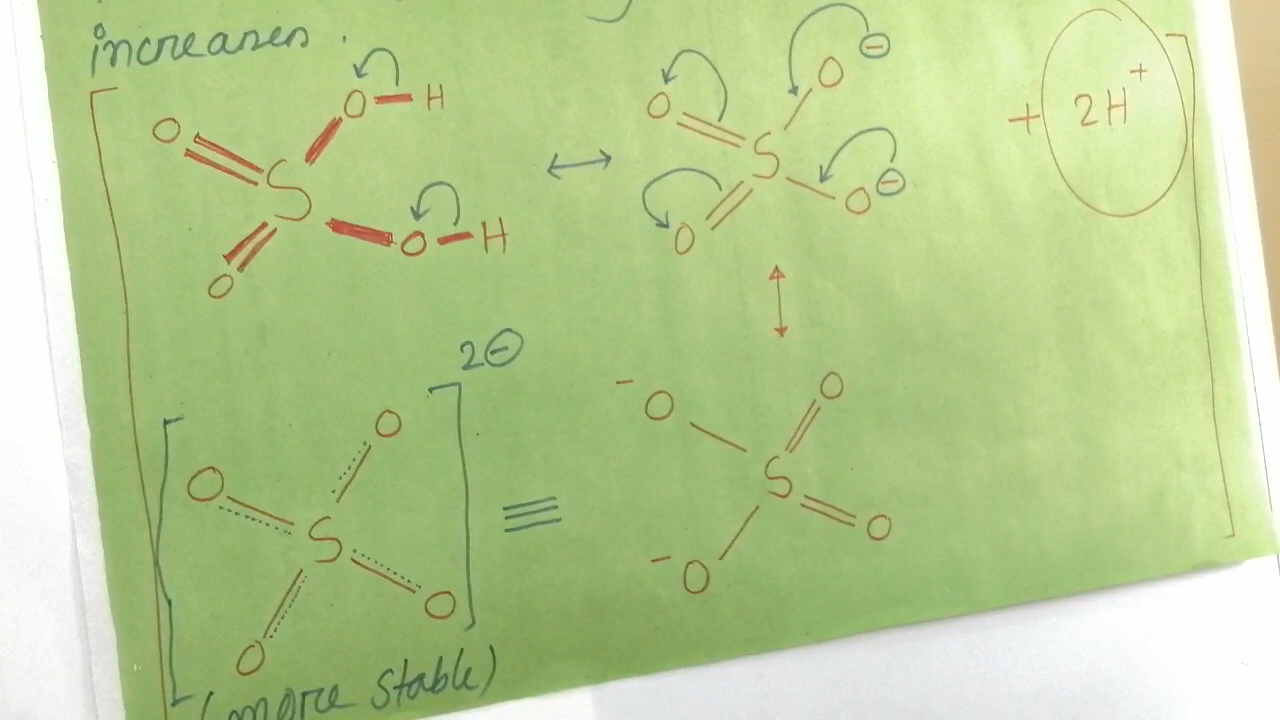 increases.
O O H
S
O O H
↔
O O ⊖
S
O O ⊖
+ 2H +
2⊖
O O
S
O O
≡
- O O
S
- O O
(more stable)